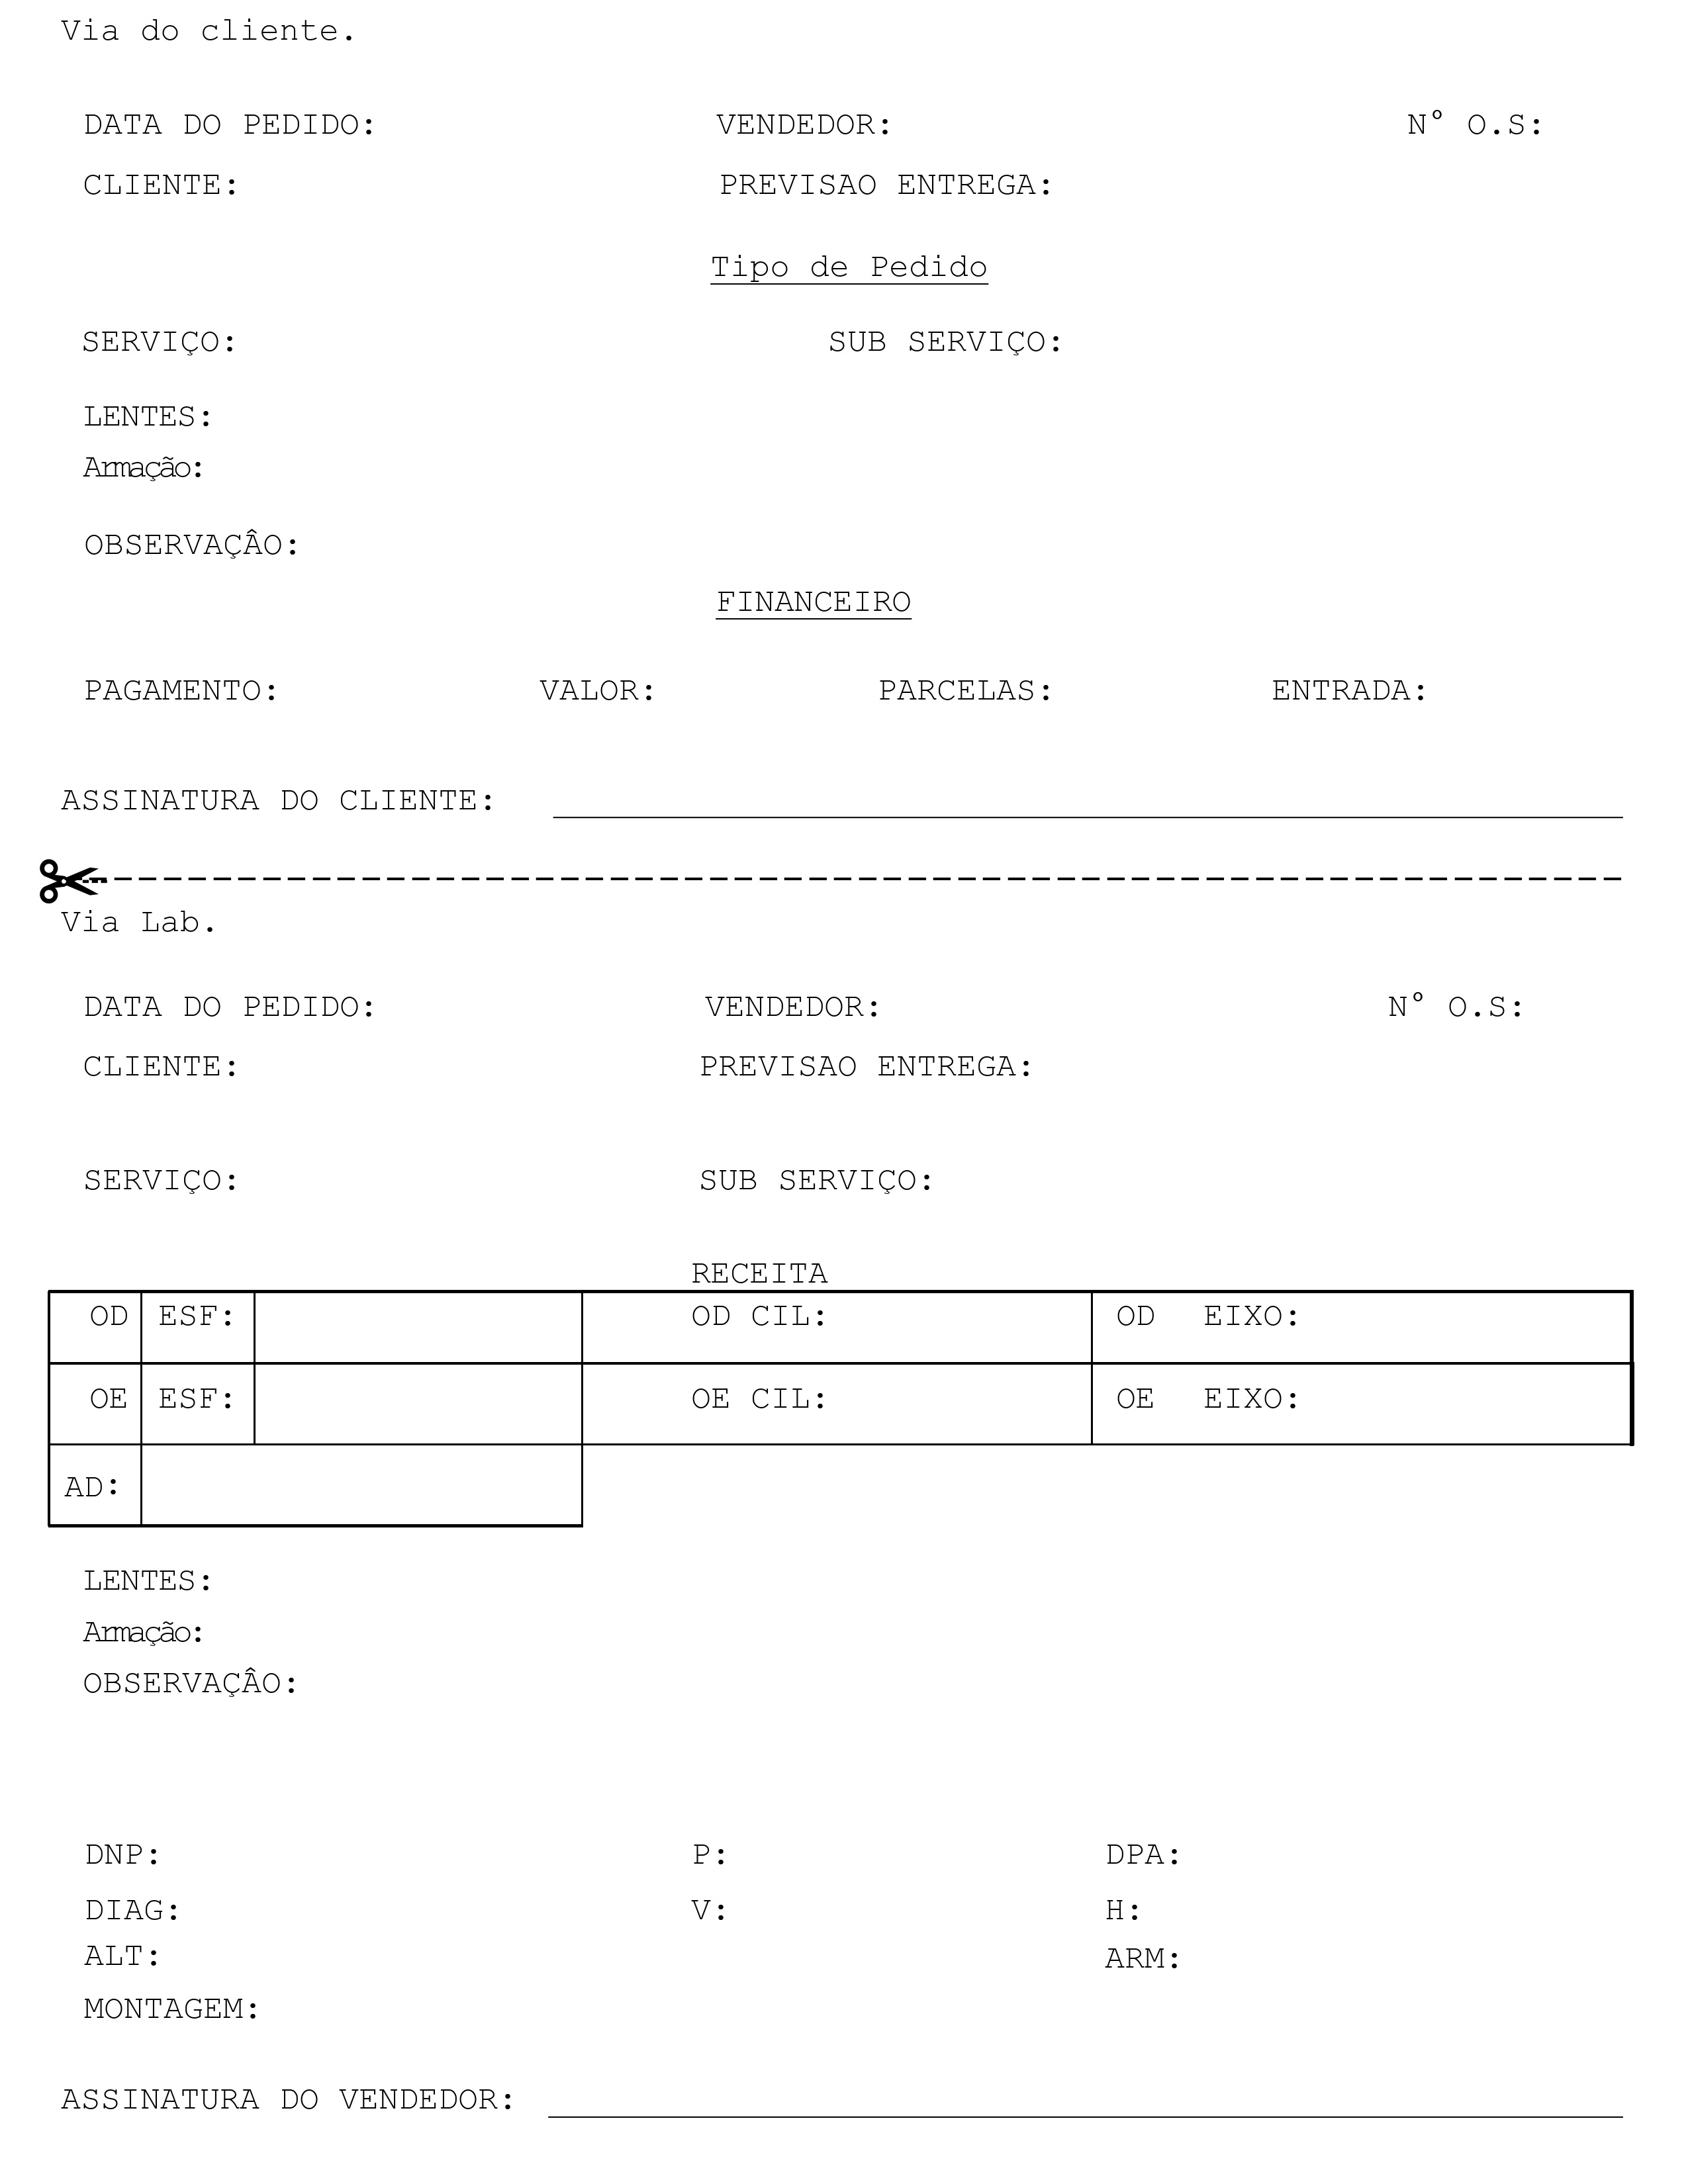 Via do cliente.
DATA DO PEDIDO: VENDEDOR: N° O.S:
CLIENTE: PREVISAO ENTREGA:
Tipo de Pedido
SERVIÇO: SUB SERVIÇO:
LENTES:
Armação:
OBSERVAÇÂO:
FINANCEIRO
PAGAMENTO: VALOR: PARCELAS: ENTRADA:
ASSINATURA DO CLIENTE:
Via Lab.
DATA DO PEDIDO: VENDEDOR: N° O.S:
CLIENTE: PREVISAO ENTREGA:
SERVIÇO: SUB SERVIÇO:
RECEITA
OD ESF: OD CIL: OD EIXO:
OE ESF: OE CIL: OE EIXO:
AD:
LENTES:
Armação:
OBSERVAÇÂO:
DNP: P: DPA:
DIAG: V: H:
ALT: ARM:
MONTAGEM:
ASSINATURA DO VENDEDOR: